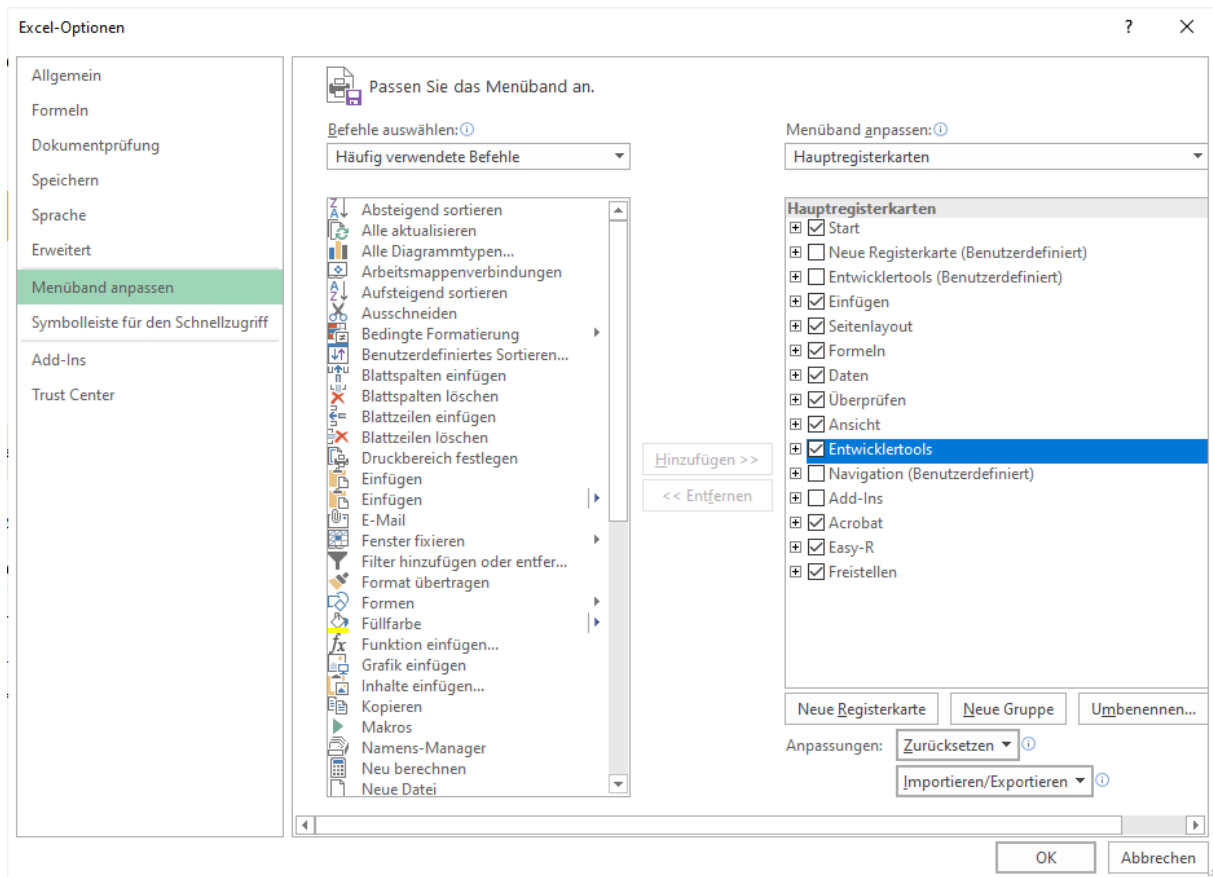 Excel-Optionen
?
Allgemein
Formeln
Dokumentprüfung
Speichern
Sprache
Erweitert
Menüband anpassen
Symbolleiste für den Schnellzugriff
Add-Ins
Trust Center
Passen Sie das Menüband an.
Befehle auswählen:
Häufig verwendete Befehle
Absteigend sortieren
Alle aktualisieren
Alle Diagrammtypen...
Arbeitsmappenverbindungen
Aufsteigend sortieren
Ausschneiden
Bedingte Formatierung
Benutzerdefiniertes Sortieren...
Blattspalten einfügen
Blattspalten löschen
Blattzeilen einfügen
Blattzeilen löschen
Druckbereich festlegen
Einfügen
Einfügen
E-Mail
Fenster fixieren
Filter hinzufügen oder entfer...
Format übertragen
Formen
Füllfarbe
Funktion einfügen...
Grafik einfügen
Inhalte einfügen...
Kopieren
Makros
Namens-Manager
Neu berechnen
Neue Datei
Hinzufügen >>
<< Entfernen
Menüband anpassen:
Hauptregisterkarten
Hauptregisterkarten
Start
Neue Registerkarte (Benutzerdefiniert)
Entwicklertools (Benutzerdefiniert)
Einfügen
Seitenlayout
Formeln
Daten
Überprüfen
Ansicht
Entwicklertools
Navigation (Benutzerdefiniert)
Add-Ins
Acrobat
Easy-R
Freistellen
Neue Registerkarte
Neue Gruppe
Umbenennen...
Anpassungen:
Zurücksetzen
Importieren/Exportieren
OK
Abbrechen